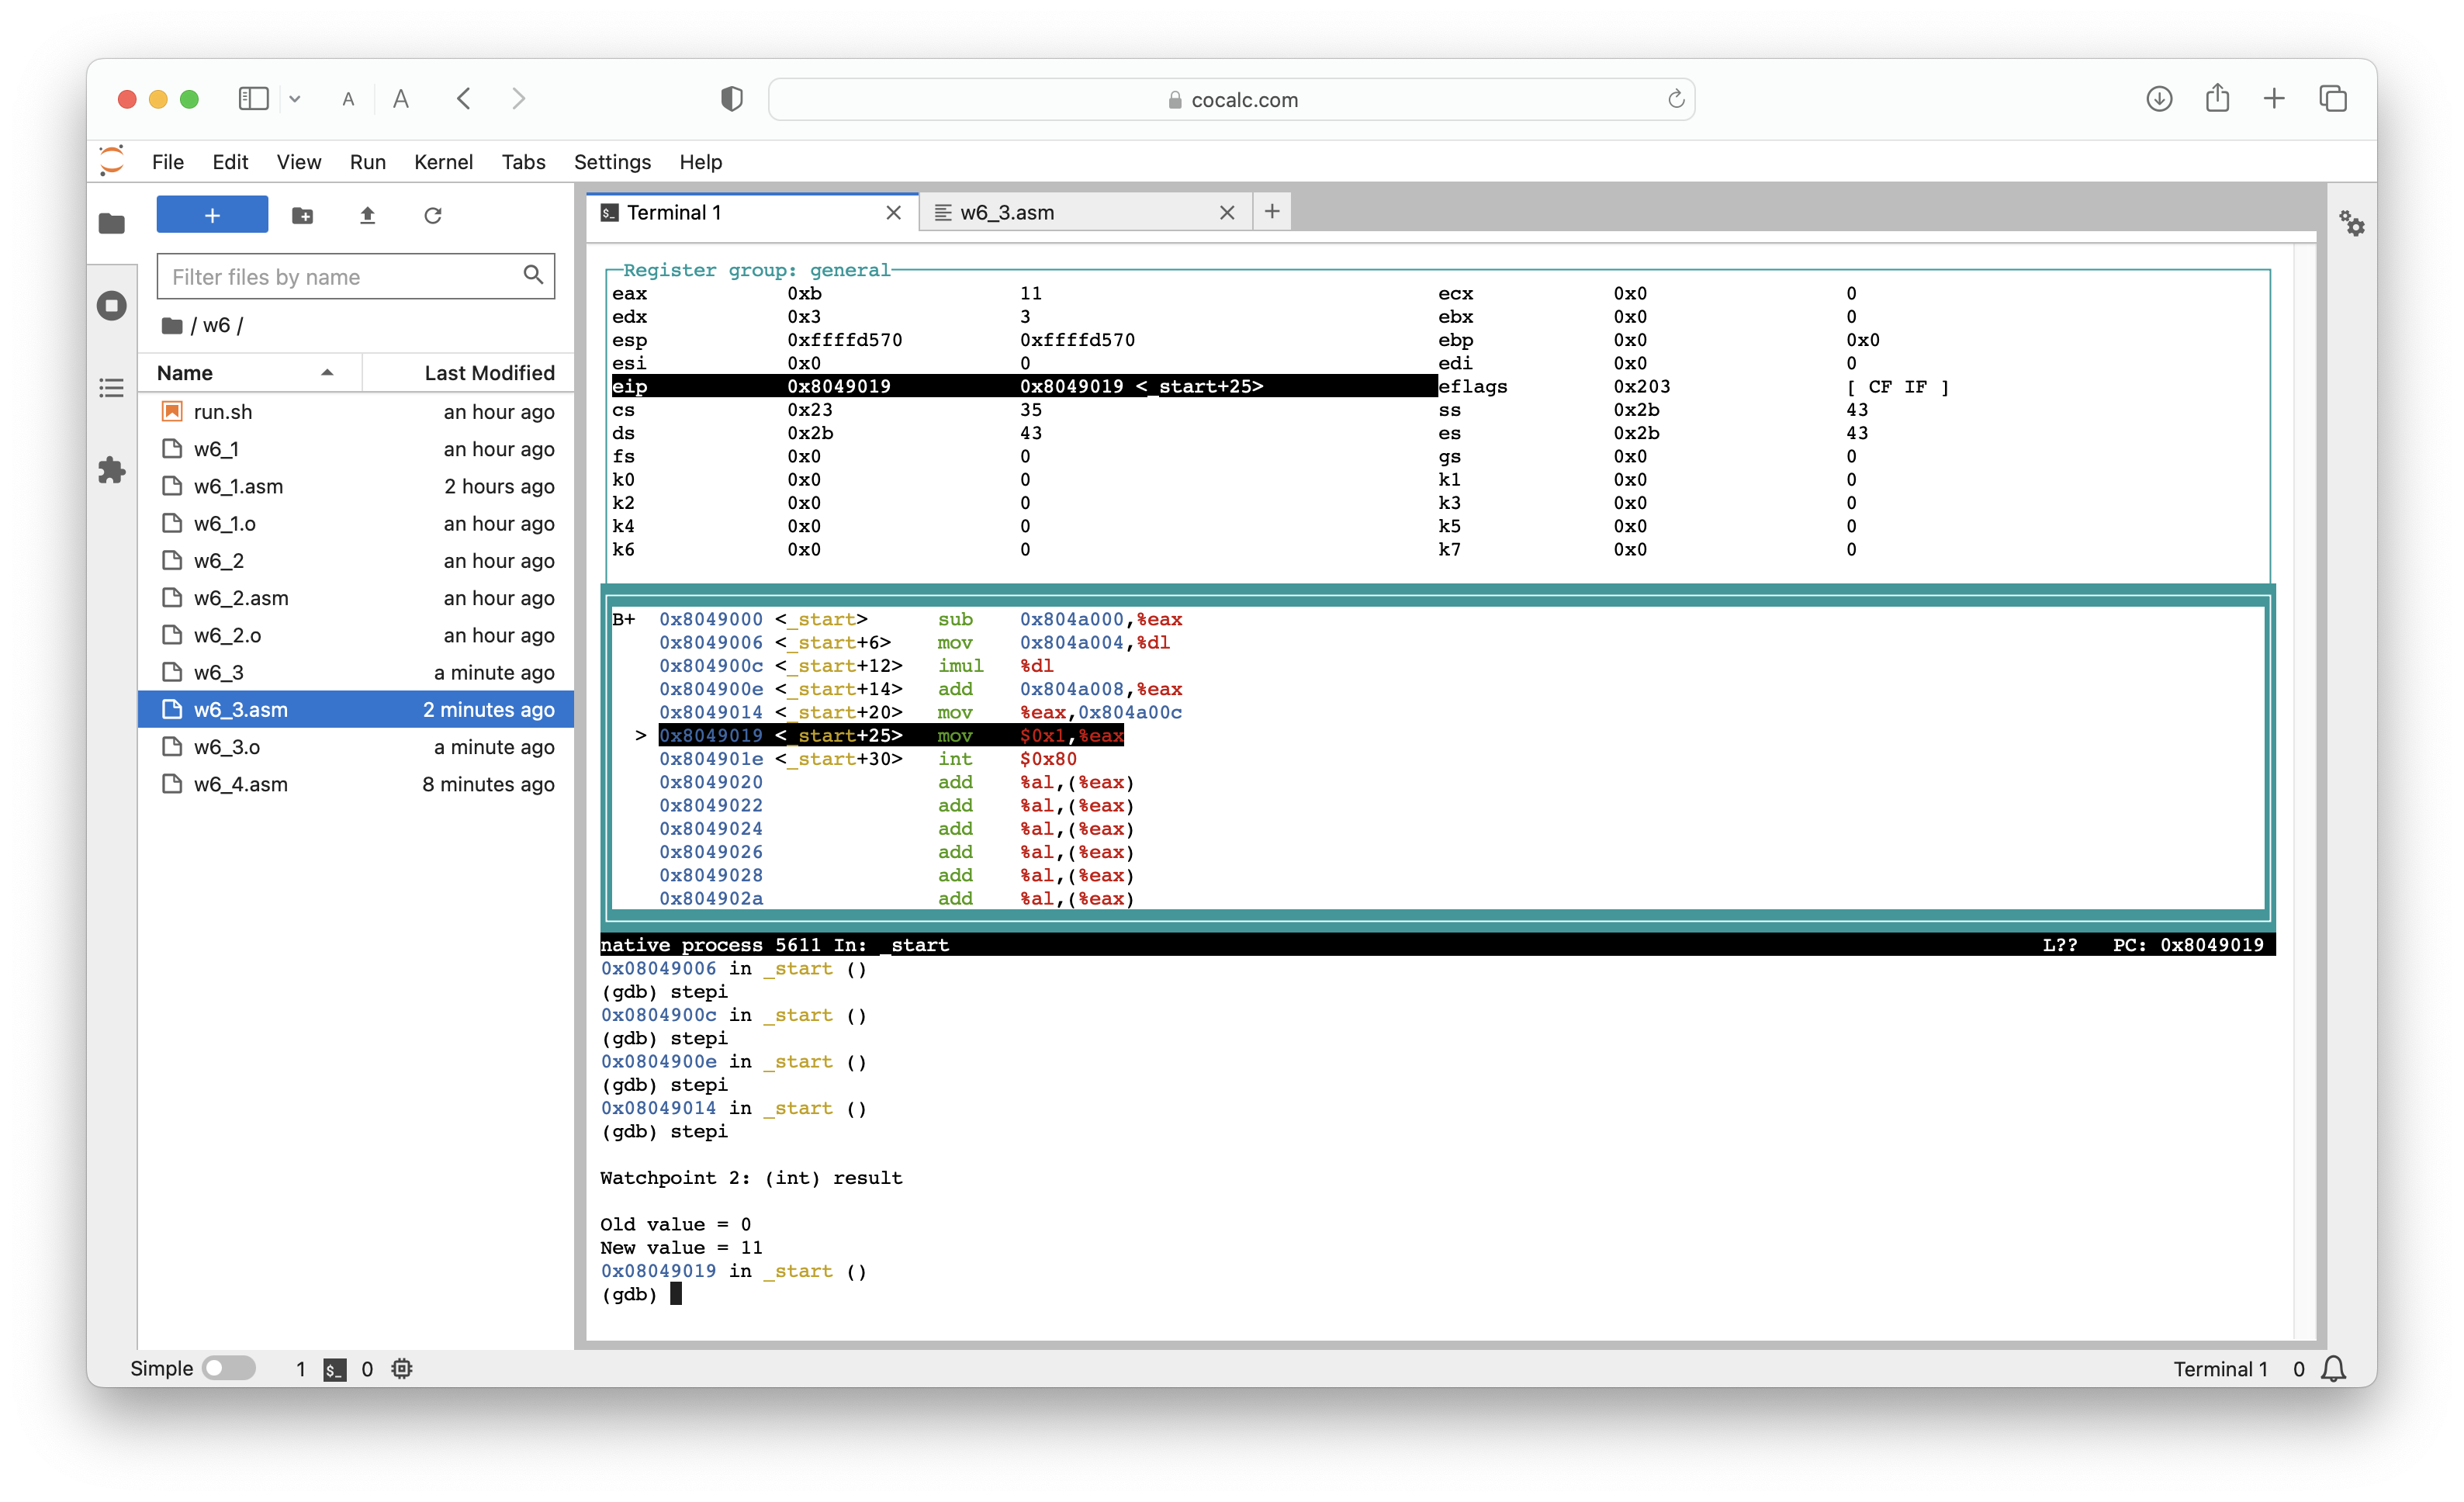 A A cocalc.com
File Edit View Run Kernel Tabs Settings Help
+
Filter files by name
/ w6 /
Name Last Modified
run.sh an hour ago
w6_1 an hour ago
w6_1.asm 2 hours ago
w6_1.o an hour ago
w6_2 an hour ago
w6_2.asm an hour ago
w6_2.o an hour ago
w6_3 a minute ago
w6_3.asm 2 minutes ago
w6_3.o a minute ago
w6_4.asm 8 minutes ago
$_ Terminal 1 w6_3.asm +
Register group: general
eax 0xb 11 ecx 0x0 0
edx 0x3 3 ebx 0x0 0
esp 0xffffd570 0xffffd570 ebp 0x0 0x0
esi 0x0 0 edi 0x0 0
eip 0x8049019 0x8049019 <_start+25> eflags 0x203 [ CF IF ]
cs 0x23 35 ss 0x2b 43
ds 0x2b 43 es 0x2b 43
fs 0x0 0 gs 0x0 0
k0 0x0 0 k1 0x0 0
k2 0x0 0 k3 0x0 0
k4 0x0 0 k5 0x0 0
k6 0x0 0 k7 0x0 0
B+ 0x8049000 <_start> sub 0x804a000,%eax
0x8049006 <_start+6> mov 0x804a004,%dl
0x804900c <_start+12> imul %dl
0x804900e <_start+14> add 0x804a008,%eax
0x8049014 <_start+20> mov %eax,0x804a00c
> 0x8049019 <_start+25> mov $0x1,%eax
0x804901e <_start+30> int $0x80
0x8049020 add %al,(%eax)
0x8049022 add %al,(%eax)
0x8049024 add %al,(%eax)
0x8049026 add %al,(%eax)
0x8049028 add %al,(%eax)
0x804902a add %al,(%eax)
native process 5611 In: _start L?? PC: 0x8049019
0x08049006 in _start ()
(gdb) stepi
0x0804900c in _start ()
(gdb) stepi
0x0804900e in _start ()
(gdb) stepi
0x08049014 in _start ()
(gdb) stepi
Watchpoint 2: (int) result
Old value = 0
New value = 11
0x08049019 in _start ()
(gdb)
Simple 1 $_ 0 Terminal 1 0